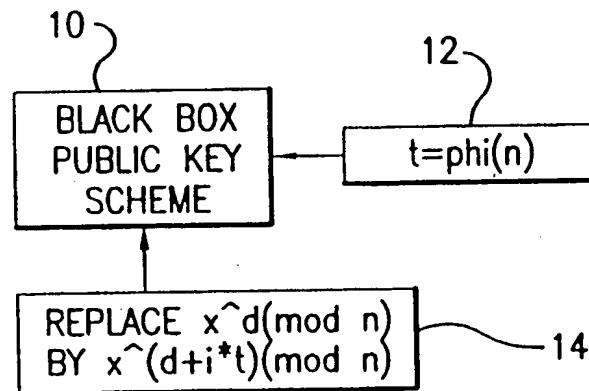 10
12
BLACK BOX
PUBLIC KEY
SCHEME
t=phi(n)
REPLACE x^d(mod n)
BY x^(d+i*t)(mod n)
14